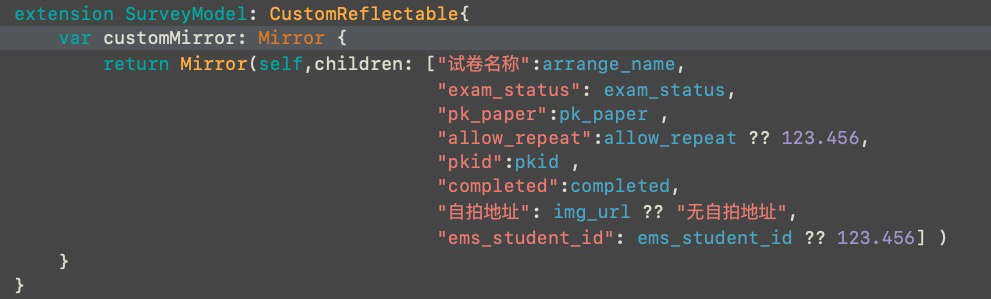 extension SurveyModel: CustomReflectable{
    var customMirror: Mirror {
        return Mirror(self,children: ["试卷名称":arrange_name,
                                      "exam_status": exam_status,
                                      "pk_paper":pk_paper ,
                                      "allow_repeat":allow_repeat ?? 123.456,
                                      "pkid":pkid ,
                                      "completed":completed,
                                      "自拍地址": img_url ?? "无自拍地址",
                                      "ems_student_id": ems_student_id ?? 123.456] )
    }
}